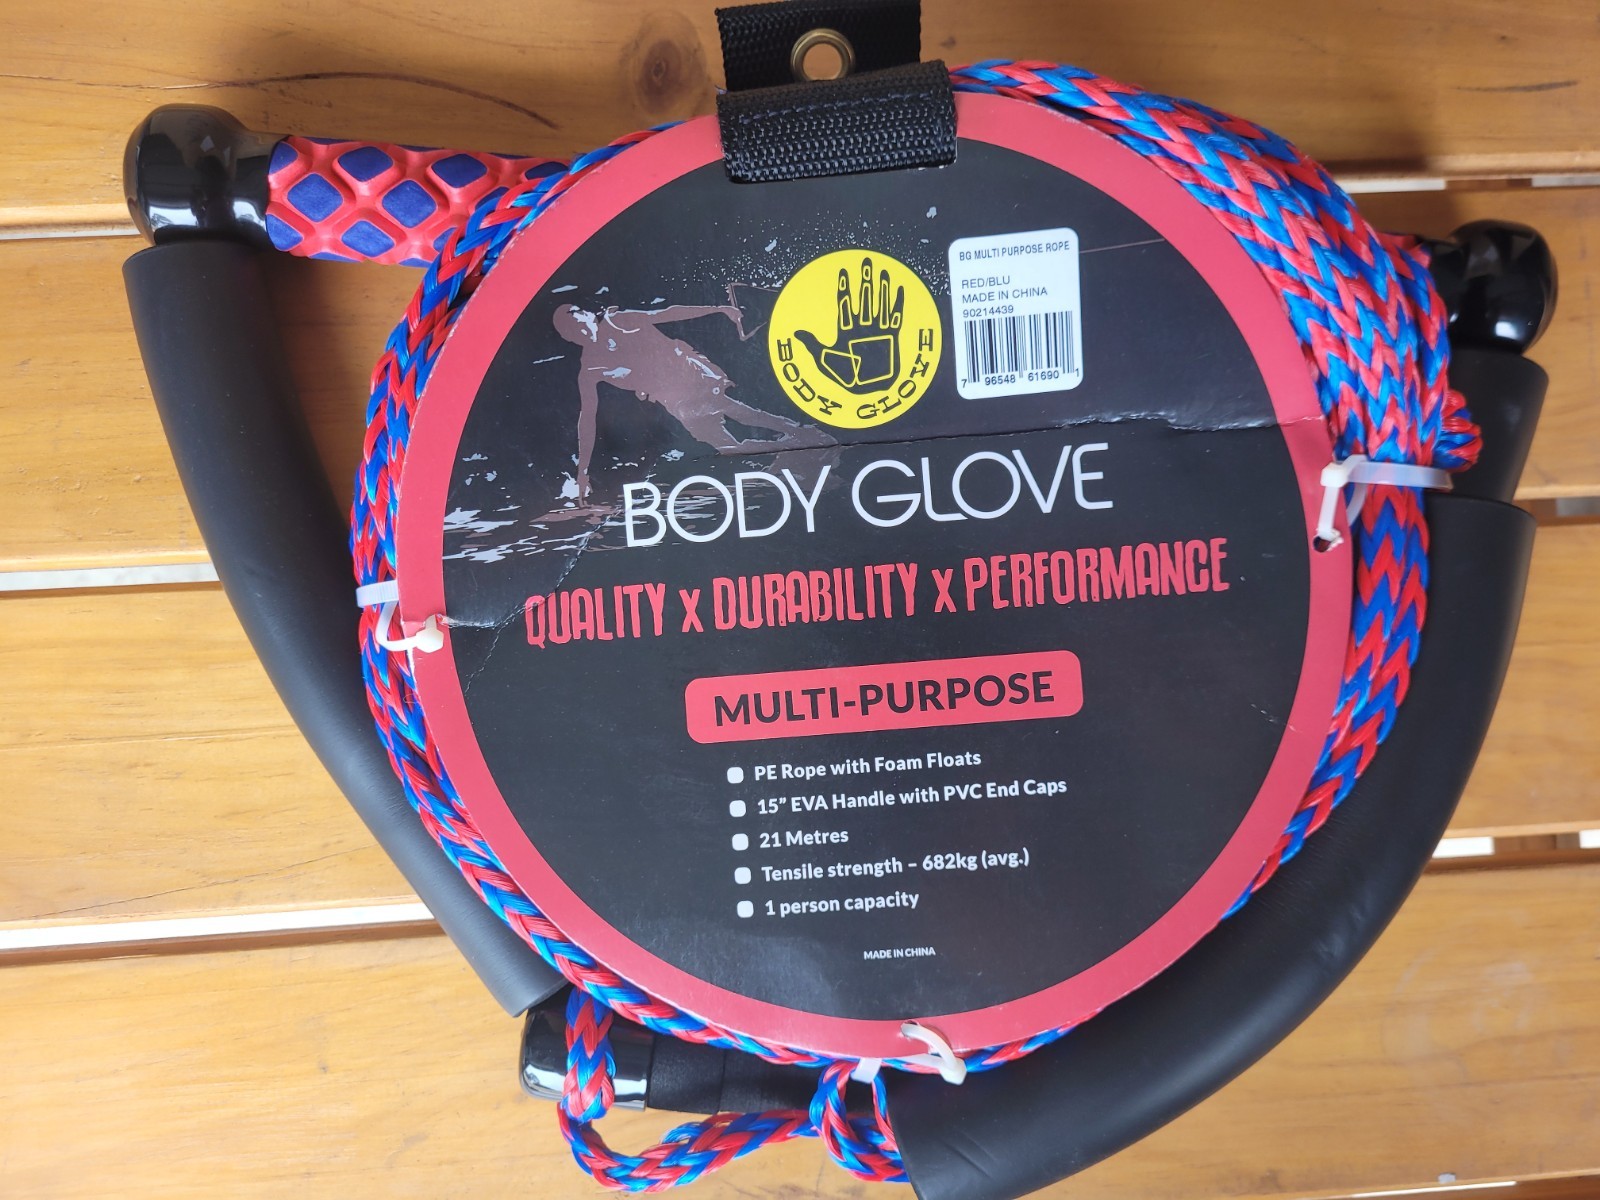 BG MULTI PURPOSE ROPE
RED/BLU
MADE IN CHINA
90214439
7 96548 61690 1
BODY GLOVE
BODY GLOVE
QUALITY x DURABILITY x PERFORMANCE
MULTI-PURPOSE
PE Rope with Foam Floats
15” EVA Handle with PVC End Caps
21 Metres
Tensile strength – 682kg (avg.)
1 person capacity
MADE IN CHINA